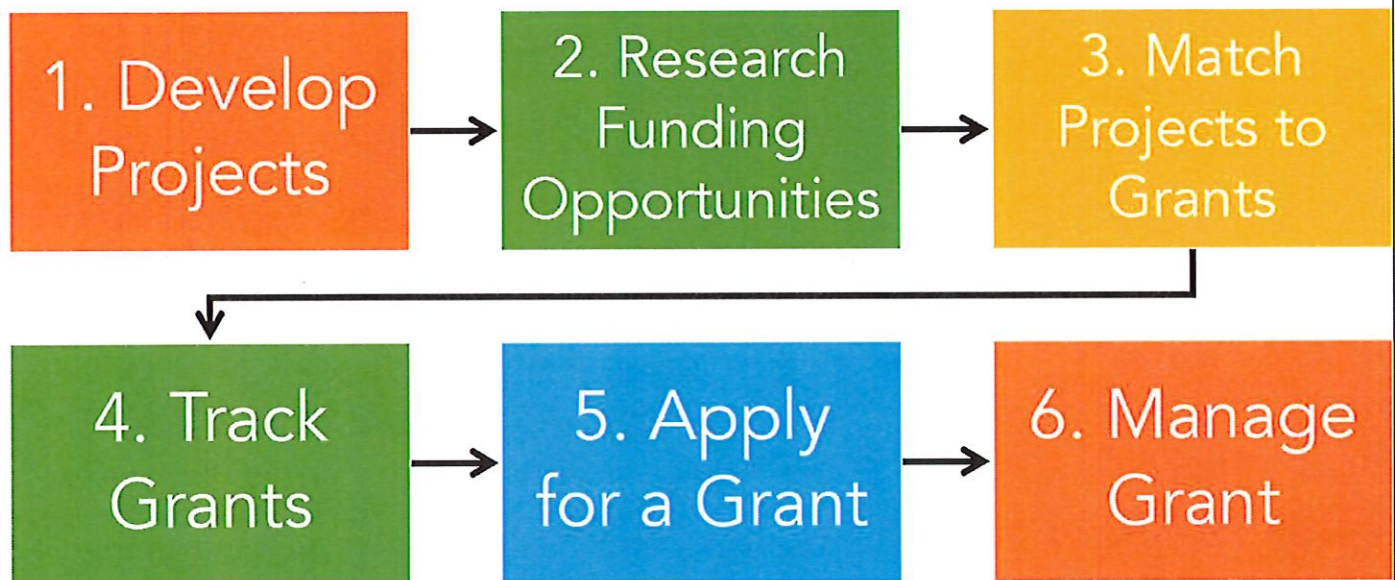 1. Develop
Projects
2. Research
Funding
Opportunities
3. Match
Projects to
Grants
4. Track
Grants
5. Apply
for a Grant
6. Manage
Grant